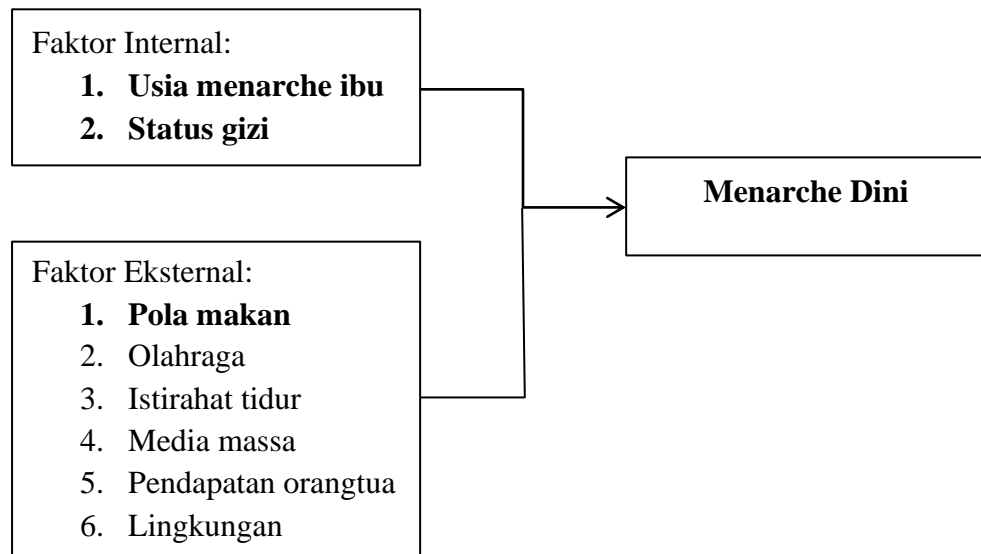 Faktor Internal:
1. Usia menarche ibu
2. Status gizi
Menarche Dini
Faktor Eksternal:
1. Pola makan
2. Olahraga
3. Istirahat tidur
4. Media massa
5. Pendapatan orangtua
6. Lingkungan